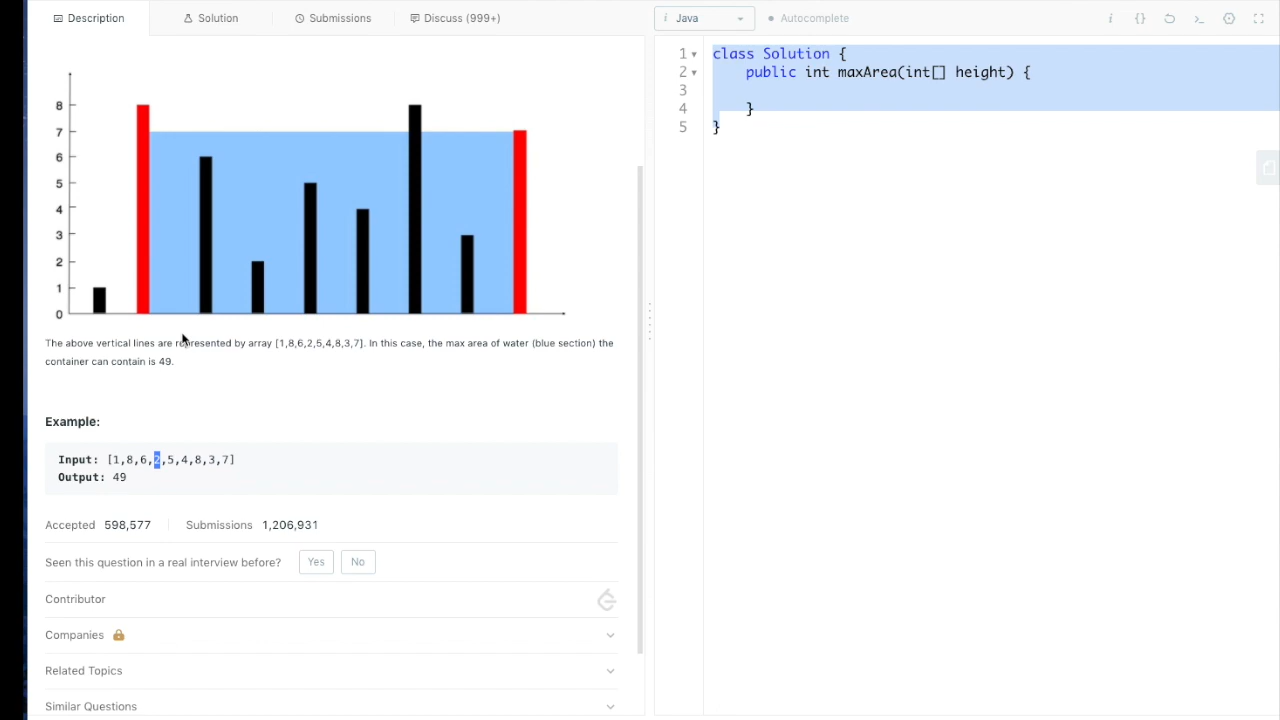 Description
Solution
Submissions
Discuss (999+)
i Java
Autocomplete
i {}
8
7
6
5
4
3
2
1
0
The above vertical lines are represented by array [1,8,6,2,5,4,8,3,7]. In this case, the max area of water (blue section) the
container can contain is 49.
Example:
Input: [1,8,6,2,5,4,8,3,7]
Output: 49
Accepted 598,577 Submissions 1,206,931
Seen this question in a real interview before? Yes No
Contributor
Companies
Related Topics
Similar Questions
1 class Solution {
2 public int maxArea(int[] height) {
3
4 }
5 }